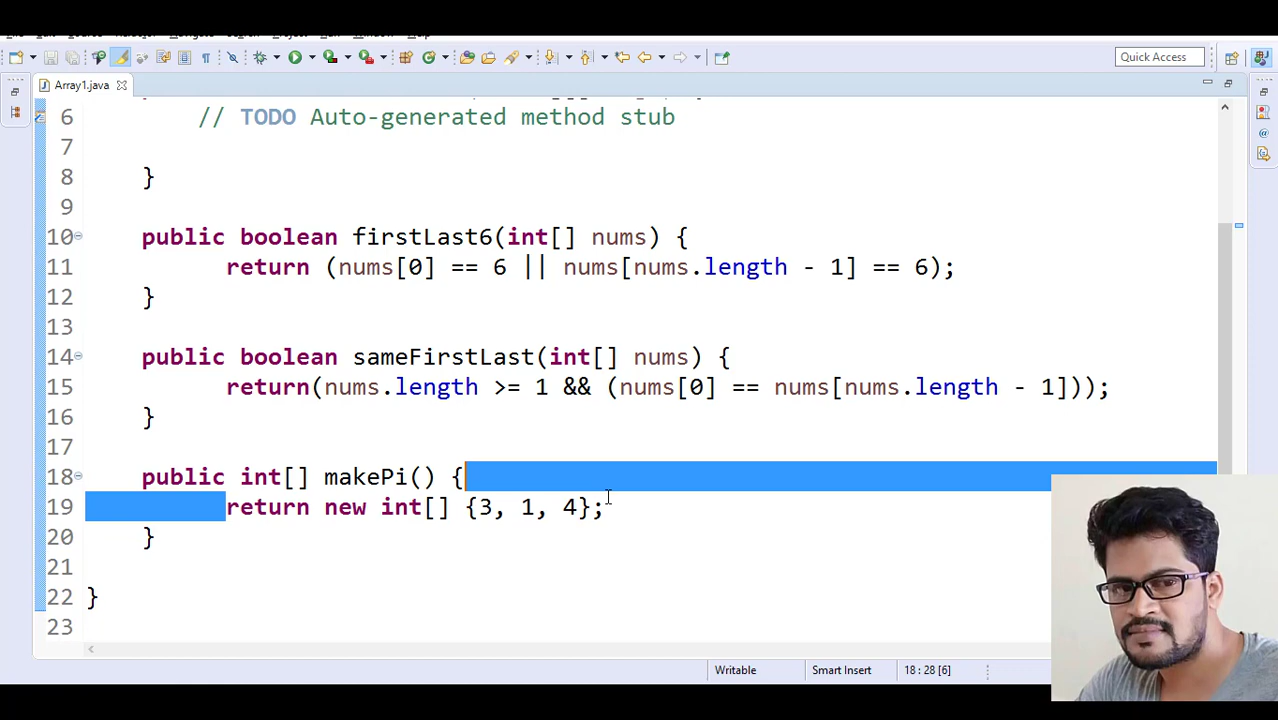 Quick Access
Array1.java
6 // TODO Auto-generated method stub
7
8 }
9
10 public boolean firstLast6(int[] nums) {
11 return (nums[0] == 6 || nums[nums.length - 1] == 6);
12 }
13
14 public boolean sameFirstLast(int[] nums) {
15 return(nums.length >= 1 && (nums[0] == nums[nums.length - 1]));
16 }
17
18 public int[] makePi() {
19 return new int[] {3, 1, 4};
20 }
21
22 }
23
Writable Smart Insert 18 : 28 [6]